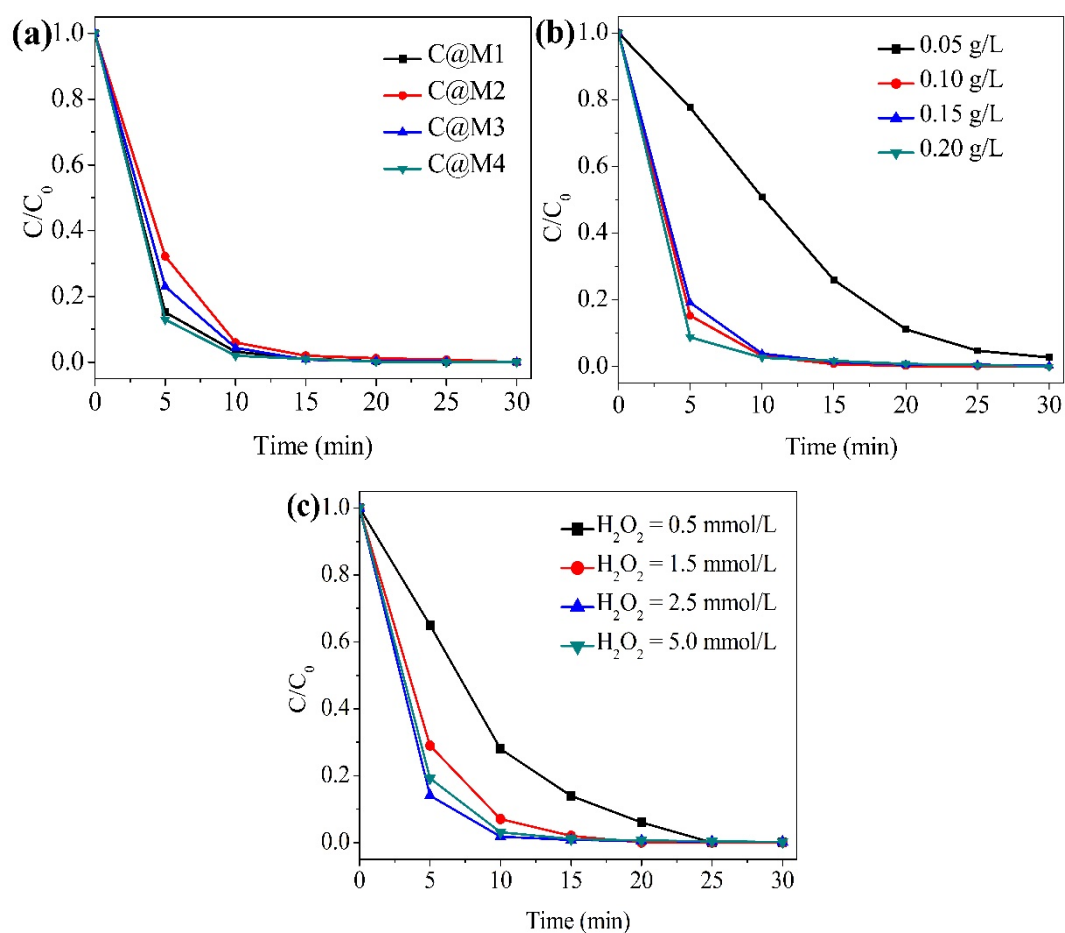 (a)
C/C0
1.0
0.8
0.6
0.4
0.2
0.0
C@M1
C@M2
C@M3
C@M4
0 5 10 15 20 25 30
Time (min)
(b)
C/C0
1.0
0.8
0.6
0.4
0.2
0.0
0.05 g/L
0.10 g/L
0.15 g/L
0.20 g/L
0 5 10 15 20 25 30
Time (min)
(c)
C/C0
1.0
0.8
0.6
0.4
0.2
0.0
H2O2 = 0.5 mmol/L
H2O2 = 1.5 mmol/L
H2O2 = 2.5 mmol/L
H2O2 = 5.0 mmol/L
0 5 10 15 20 25 30
Time (min)